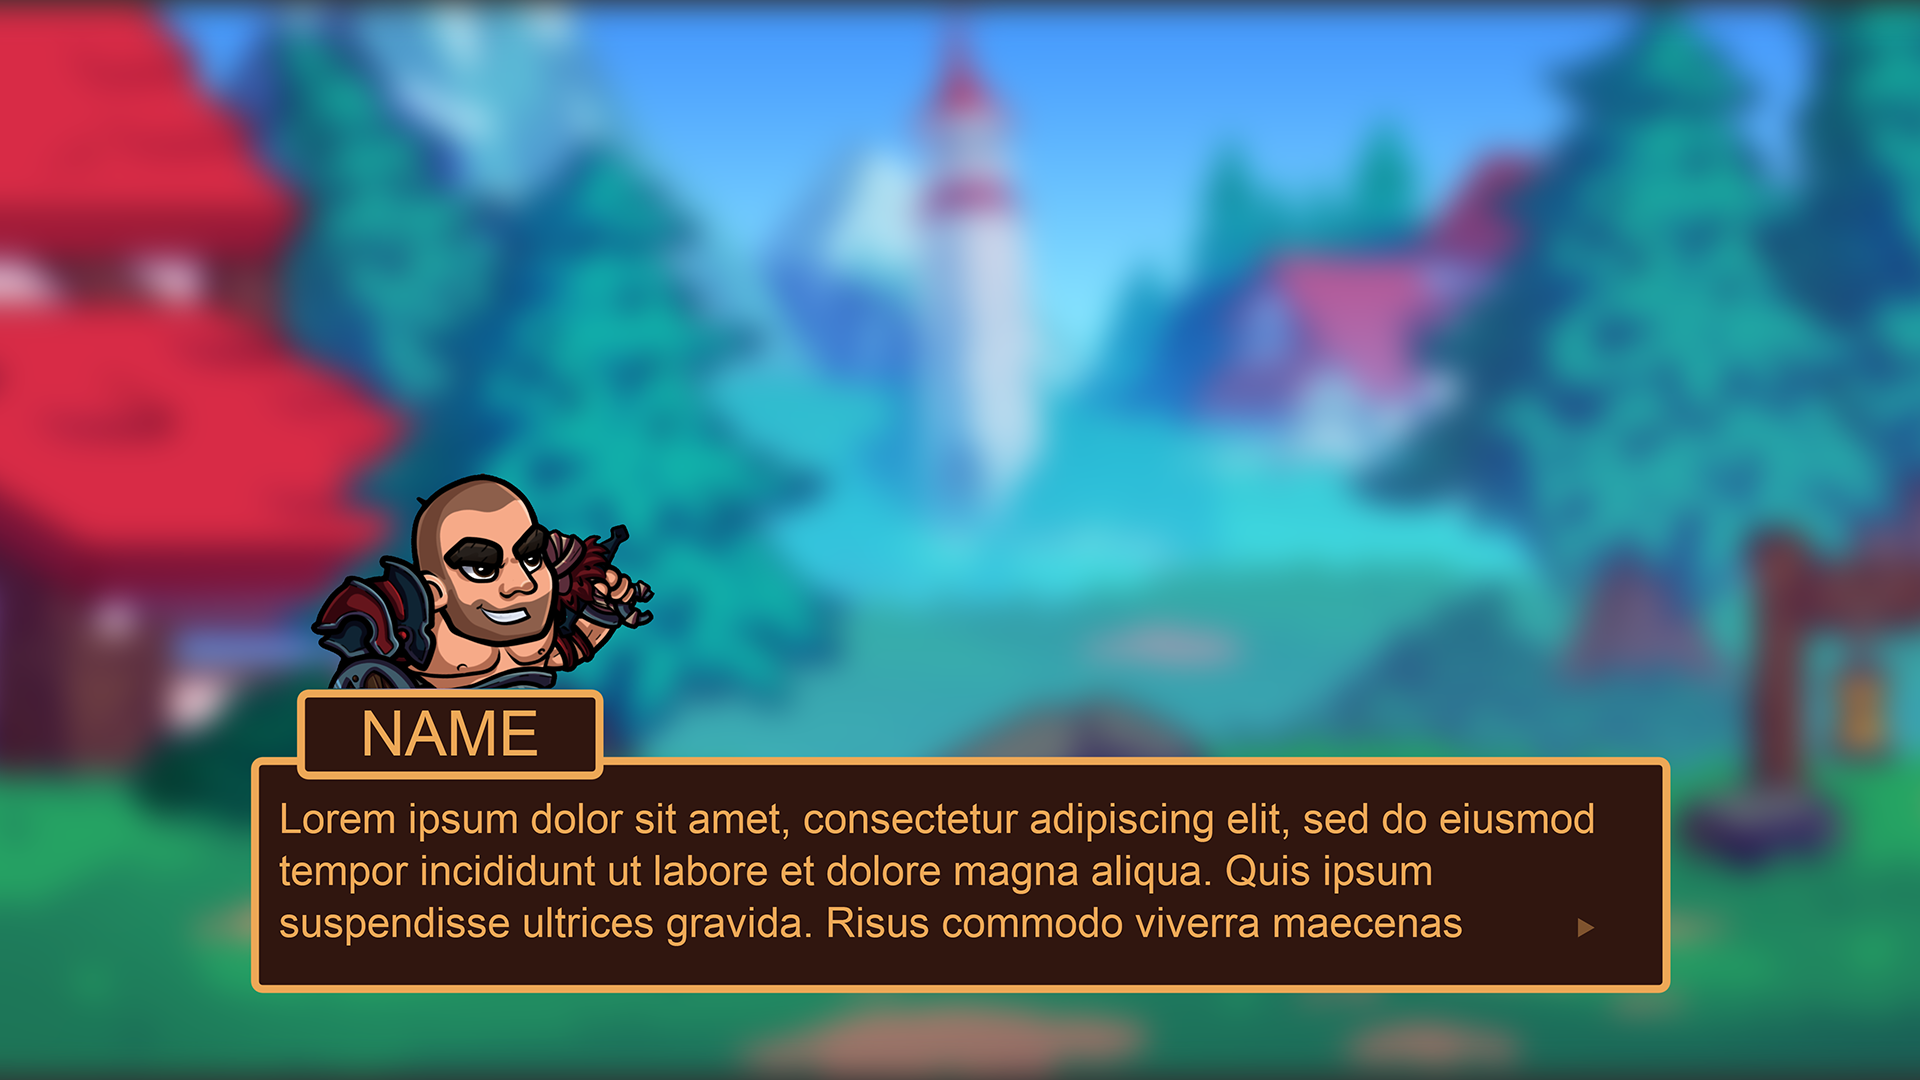 NAME
Lorem ipsum dolor sit amet, consectetur adipiscing elit, sed do eiusmod
tempor incididunt ut labore et dolore magna aliqua. Quis ipsum
suspendisse ultrices gravida. Risus commodo viverra maecenas